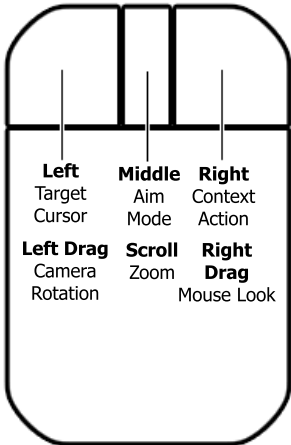 Left
Target
Cursor
Middle
Aim
Mode
Right
Context
Action
Left Drag
Camera
Rotation
Scroll
Zoom
Right
Drag
Mouse Look